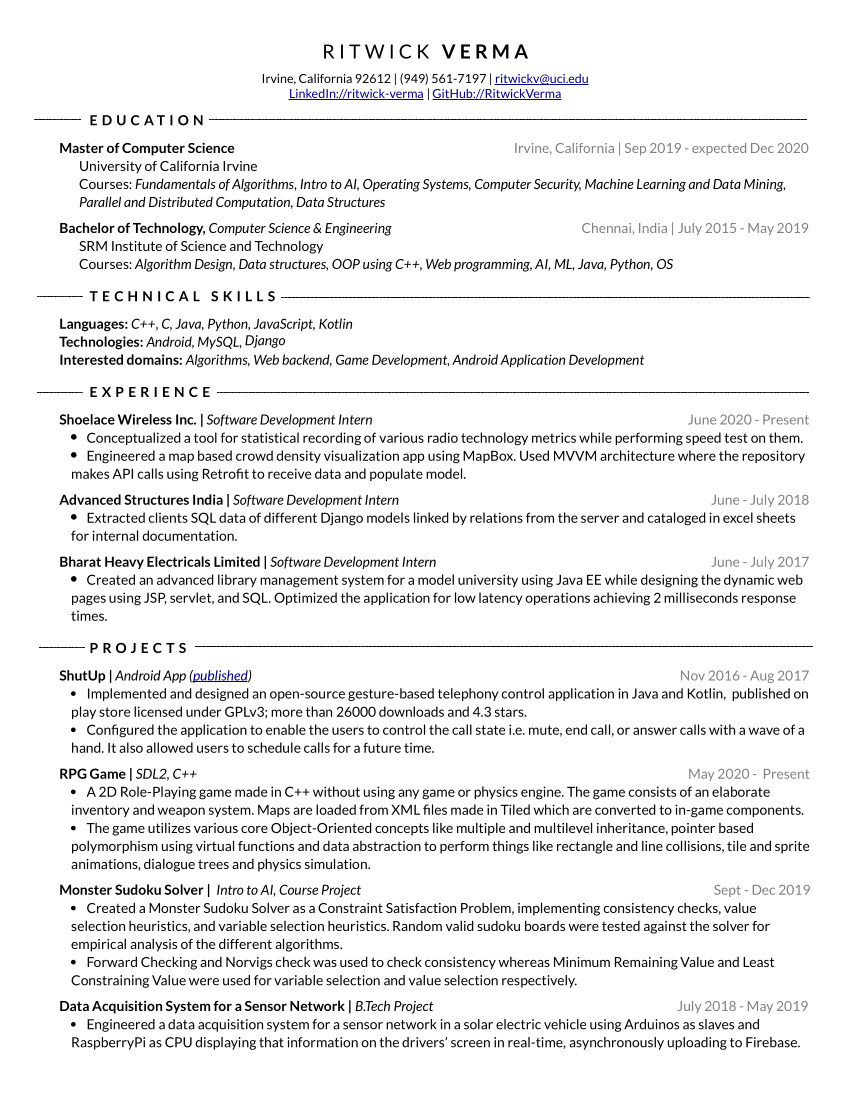 RITWICK VERMA
Irvine, California 92612 | (949) 561-7197 | ritwickv@uci.edu
LinkedIn://ritwick-verma | GitHub://RitwickVerma
EDUCATION
Master of Computer Science Irvine, California | Sep 2019 - expected Dec 2020
University of California Irvine
Courses: Fundamentals of Algorithms, Intro to AI, Operating Systems, Computer Security, Machine Learning and Data Mining,
Parallel and Distributed Computation, Data Structures
Bachelor of Technology, Computer Science & Engineering Chennai, India | July 2015 - May 2019
SRM Institute of Science and Technology
Courses: Algorithm Design, Data structures, OOP using C++, Web programming, AI, ML, Java, Python, OS
TECHNICAL SKILLS
Languages: C++, C, Java, Python, JavaScript, Kotlin
Technologies: Android, MySQL, Django
Interested domains: Algorithms, Web backend, Game Development, Android Application Development
EXPERIENCE
Shoelace Wireless Inc. | Software Development Intern June 2020 - Present
• Conceptualized a tool for statistical recording of various radio technology metrics while performing speed test on them.
• Engineered a map based crowd density visualization app using MapBox. Used MVVM architecture where the repository
makes API calls using Retrofit to receive data and populate model.
Advanced Structures India | Software Development Intern June - July 2018
• Extracted clients SQL data of different Django models linked by relations from the server and cataloged in excel sheets
for internal documentation.
Bharat Heavy Electricals Limited | Software Development Intern June - July 2017
• Created an advanced library management system for a model university using Java EE while designing the dynamic web
pages using JSP, servlet, and SQL. Optimized the application for low latency operations achieving 2 milliseconds response
times.
PROJECTS
ShutUp | Android App (published) Nov 2016 - Aug 2017
• Implemented and designed an open-source gesture-based telephony control application in Java and Kotlin, published on
play store licensed under GPLv3; more than 26000 downloads and 4.3 stars.
• Configured the application to enable the users to control the call state i.e. mute, end call, or answer calls with a wave of a
hand. It also allowed users to schedule calls for a future time.
RPG Game | SDL2, C++ May 2020 - Present
• A 2D Role-Playing game made in C++ without using any game or physics engine. The game consists of an elaborate
inventory and weapon system. Maps are loaded from XML files made in Tiled which are converted to in-game components.
• The game utilizes various core Object-Oriented concepts like multiple and multilevel inheritance, pointer based
polymorphism using virtual functions and data abstraction to perform things like rectangle and line collisions, tile and sprite
animations, dialogue trees and physics simulation.
Monster Sudoku Solver | Intro to AI, Course Project Sept - Dec 2019
• Created a Monster Sudoku Solver as a Constraint Satisfaction Problem, implementing consistency checks, value
selection heuristics, and variable selection heuristics. Random valid sudoku boards were tested against the solver for
empirical analysis of the different algorithms.
• Forward Checking and Norvigs check was used to check consistency whereas Minimum Remaining Value and Least
Constraining Value were used for variable selection and value selection respectively.
Data Acquisition System for a Sensor Network | B.Tech Project July 2018 - May 2019
• Engineered a data acquisition system for a sensor network in a solar electric vehicle using Arduinos as slaves and
RaspberryPi as CPU displaying that information on the drivers’ screen in real-time, asynchronously uploading to Firebase.